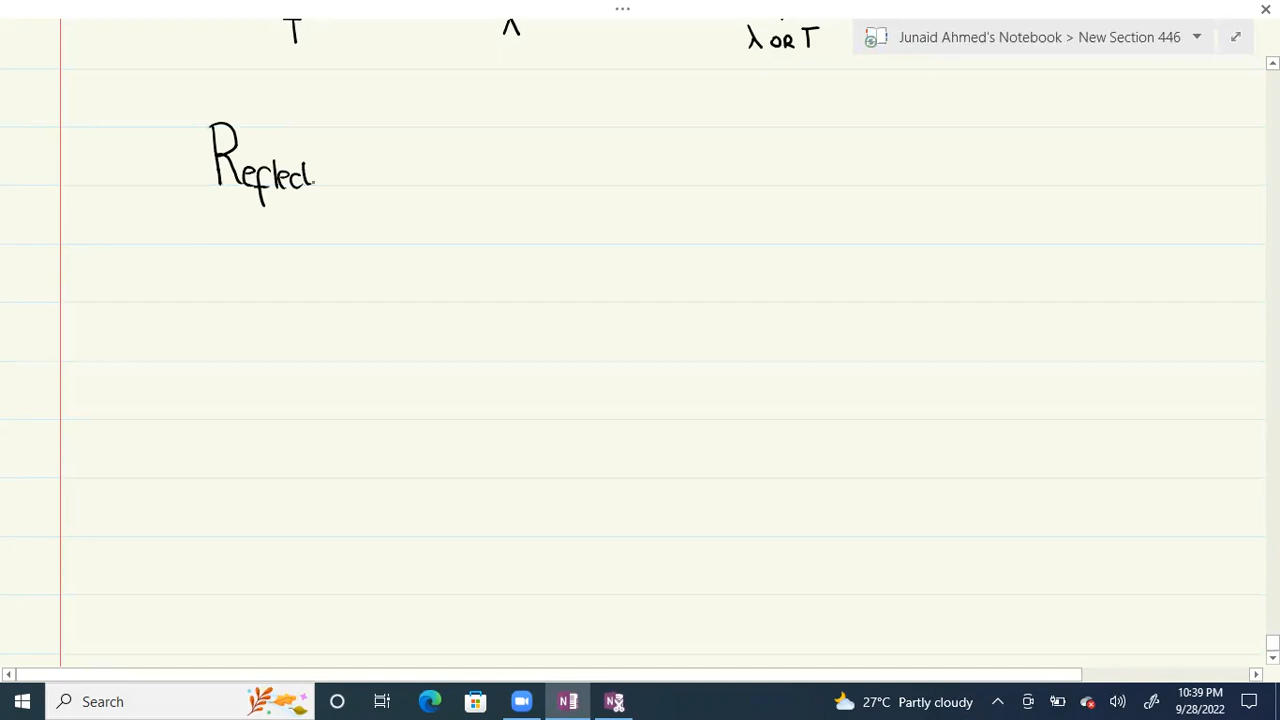 ...
T λ λ OR T
Junaid Ahmed's Notebook > New Section 446
Reflect
Search
27°C Partly cloudy
10:39 PM
9/28/2022